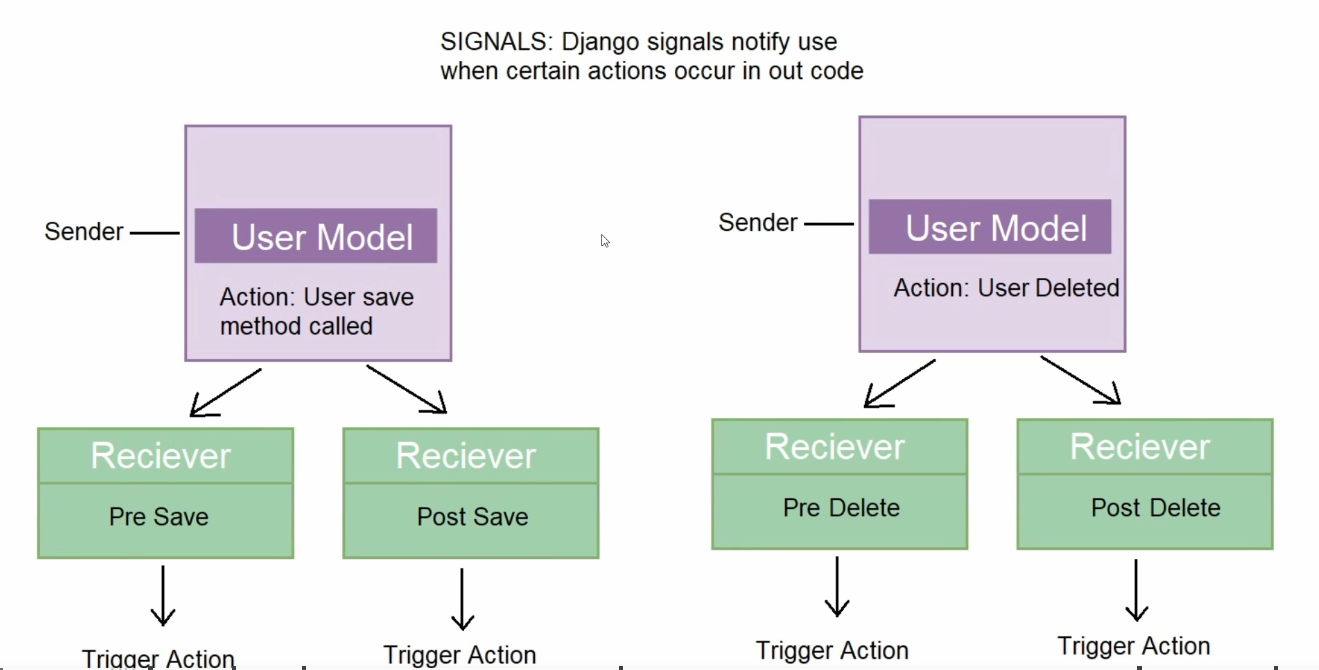 SIGNALS: Django signals notify use
when certain actions occur in out code
Sender
User Model
Action: User save
method called
Reciever
Pre Save
Trigger Action
Reciever
Post Save
Trigger Action
Sender
User Model
Action: User Deleted
Reciever
Pre Delete
Trigger Action
Reciever
Post Delete
Trigger Action